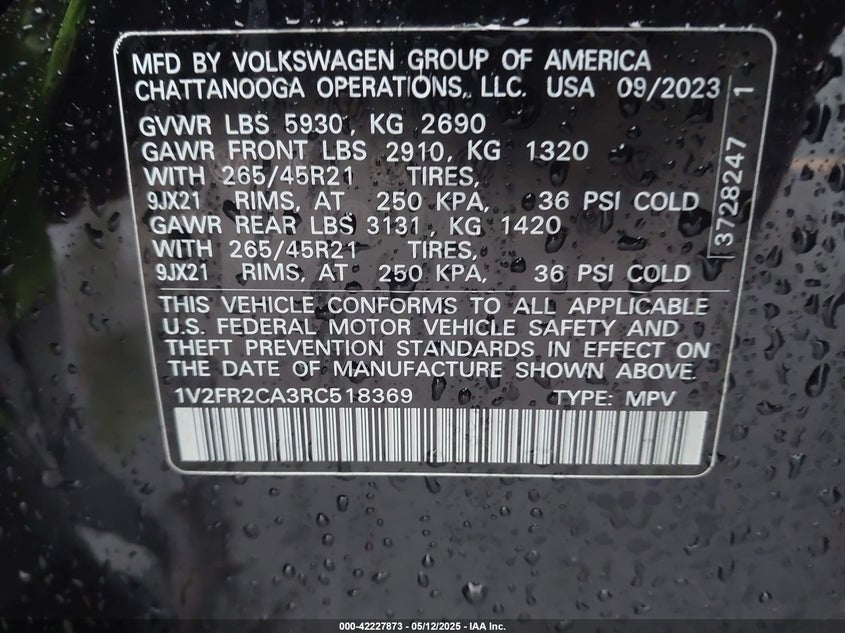 MFD BY VOLKSWAGEN GROUP OF AMERICA
CHATTANOOGA OPERATIONS, LLC. USA 09/2023
GVWR LBS 5930, KG 2690
GAWR FRONT LBS 2910, KG 1320
WITH 265/45R21 TIRES,
9JX21 RIMS, AT 250 KPA, 36 PSI COLD
GAWR REAR LBS 3131, KG 1420
WITH 265/45R21 TIRES,
9JX21 RIMS, AT 250 KPA, 36 PSI COLD
3728247 1
THIS VEHICLE CONFORMS TO ALL APPLICABLE
U.S. FEDERAL MOTOR VEHICLE SAFETY AND
THEFT PREVENTION STANDARDS IN EFFECT ON
THE DATE OF MANUFACTURE SHOWN ABOVE.
1V2FR2CA3RC518369 TYPE: MPV
000-42227873 — 05/12/2025 — IAA Inc.